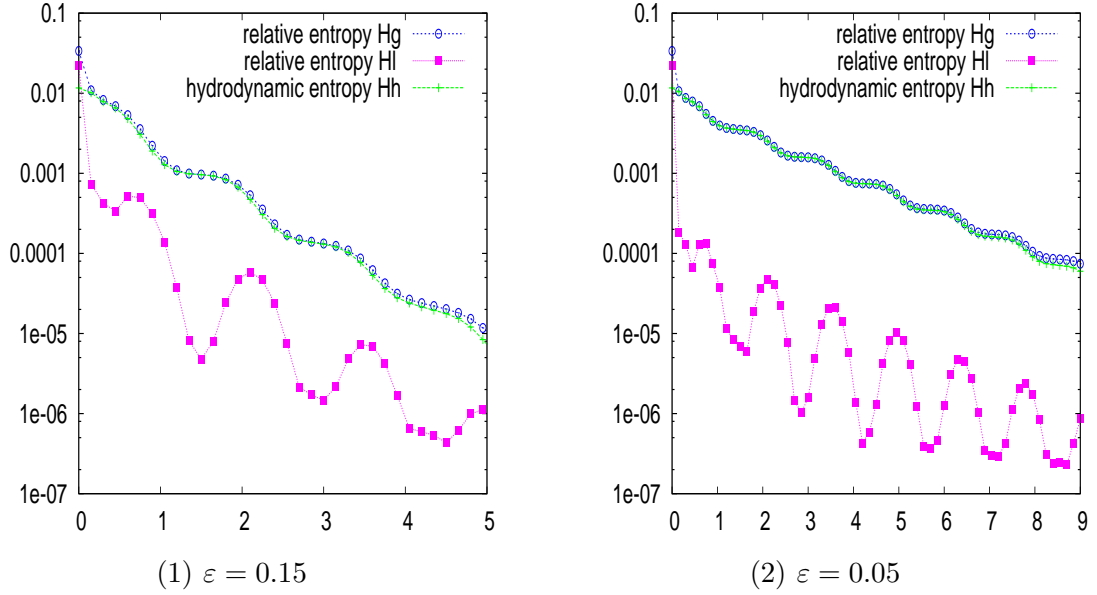 relative entropy Hg
relative entropy Hl
hydrodynamic entropy Hh
0.1
0.01
0.001
0.0001
1e-05
1e-06
1e-07
0 1 2 3 4 5
(1) ε = 0.15
relative entropy Hg
relative entropy Hl
hydrodynamic entropy Hh
0.1
0.01
0.001
0.0001
1e-05
1e-06
1e-07
0 1 2 3 4 5 6 7 8 9
(2) ε = 0.05